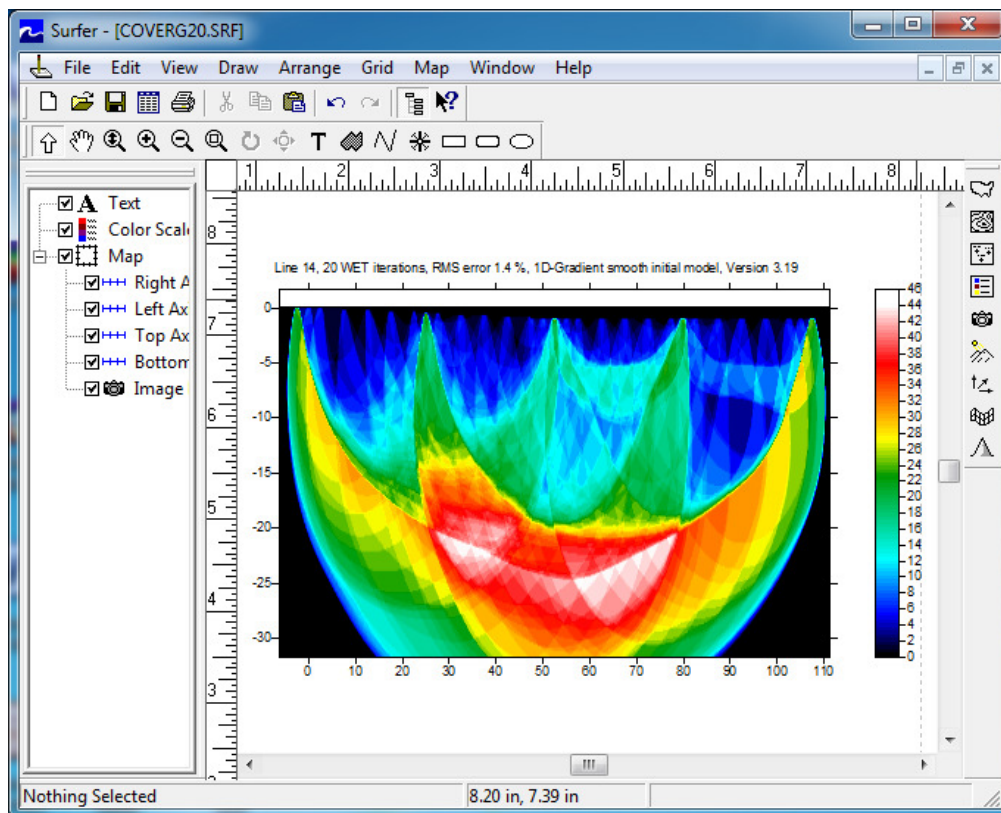 Surfer - [COVERG20.SRF]
File Edit View Draw Arrange Grid Map Window Help
1 2 3 4 5 6 7 8
Text
Color Scale
Map
Right A
Left Ax
Top Ax
Bottom
Image
8
7
6
5
4
3
Line 14, 20 WET iterations, RMS error 1.4 %, 1D-Gradient smooth initial model, Version 3.19
0
-5
-10
-15
-20
-25
-30
0 10 20 30 40 50 60 70 80 90 100 110
46
44
42
40
38
36
34
32
30
28
26
24
22
20
18
16
14
12
10
8
6
4
2
0
Nothing Selected
8.20 in, 7.39 in